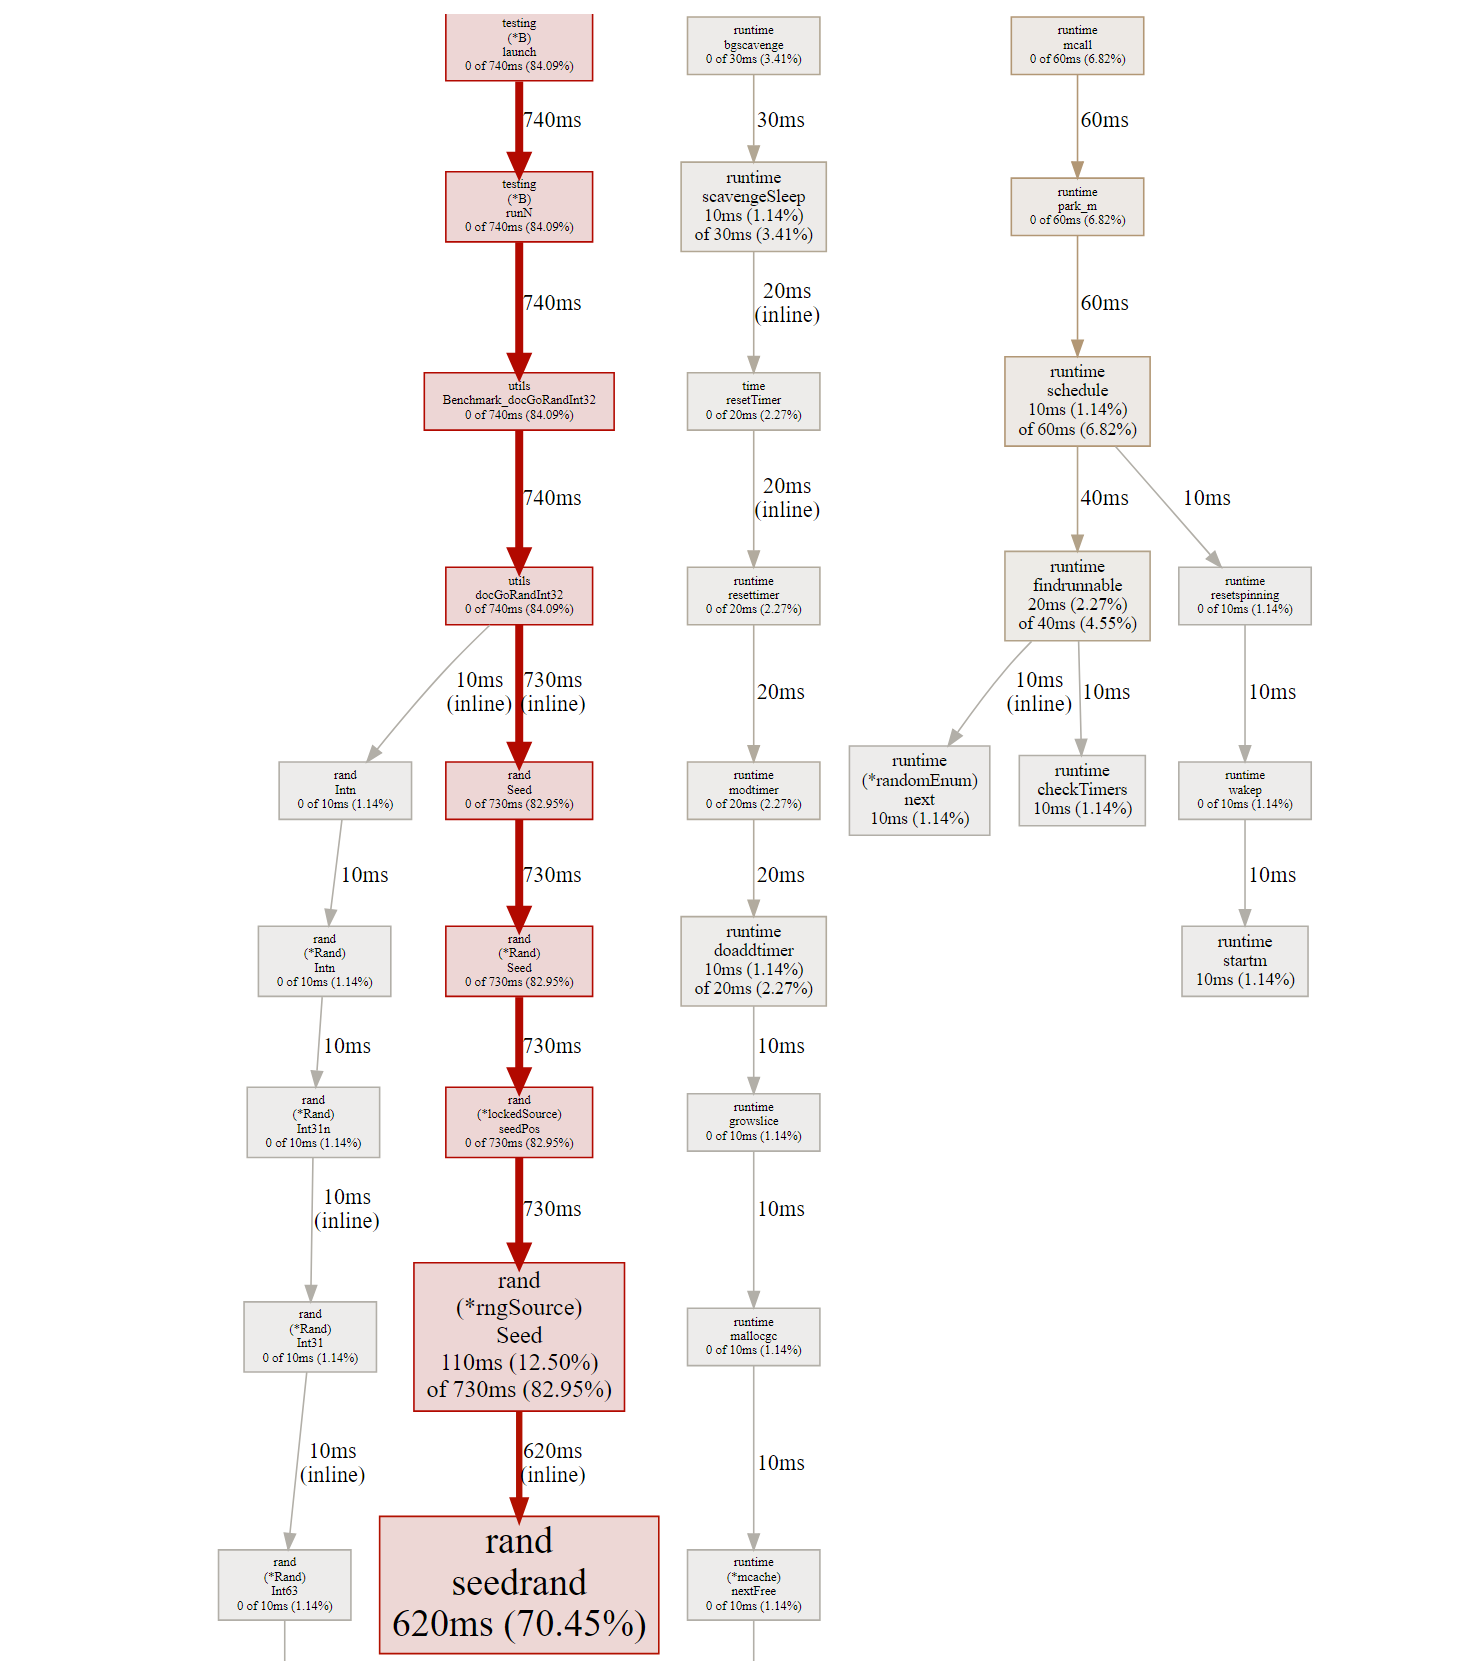 testing
(*B)
launch
0 of 740ms (84.09%)
740ms
testing
(*B)
runN
0 of 740ms (84.09%)
740ms
utils
Benchmark_docGoRandInt32
0 of 740ms (84.09%)
740ms
utils
docGoRandInt32
0 of 740ms (84.09%)
10ms
(inline)
730ms
(inline)
rand
Intn
0 of 10ms (1.14%)
10ms
rand
(*Rand)
Intn
0 of 10ms (1.14%)
10ms
rand
(*Rand)
Int31n
0 of 10ms (1.14%)
10ms
(inline)
rand
(*Rand)
Int31
0 of 10ms (1.14%)
10ms
(inline)
rand
(*Rand)
Int63
0 of 10ms (1.14%)
rand
Seed
0 of 730ms (82.95%)
730ms
rand
(*Rand)
Seed
0 of 730ms (82.95%)
730ms
rand
(*lockedSource)
seedPos
0 of 730ms (82.95%)
730ms
rand
(*rngSource)
Seed
110ms (12.50%)
of 730ms (82.95%)
620ms
(inline)
rand
seedrand
620ms (70.45%)
runtime
bgscavenge
0 of 30ms (3.41%)
30ms
runtime
scavengeSleep
10ms (1.14%)
of 30ms (3.41%)
20ms
(inline)
time
resetTimer
0 of 20ms (2.27%)
20ms
(inline)
runtime
resettimer
0 of 20ms (2.27%)
20ms
runtime
modtimer
0 of 20ms (2.27%)
20ms
runtime
doaddtimer
10ms (1.14%)
of 20ms (2.27%)
10ms
runtime
growslice
0 of 10ms (1.14%)
10ms
runtime
mallocgc
0 of 10ms (1.14%)
10ms
runtime
(*mcache)
nextFree
0 of 10ms (1.14%)
runtime
mcall
0 of 60ms (6.82%)
60ms
runtime
park_m
0 of 60ms (6.82%)
60ms
runtime
schedule
10ms (1.14%)
of 60ms (6.82%)
40ms
10ms
runtime
findrunnable
20ms (2.27%)
of 40ms (4.55%)
10ms
(inline)
10ms
runtime
(*randomEnum)
next
10ms (1.14%)
runtime
checkTimers
10ms (1.14%)
runtime
resetspinning
0 of 10ms (1.14%)
10ms
runtime
wakep
0 of 10ms (1.14%)
10ms
runtime
startm
10ms (1.14%)